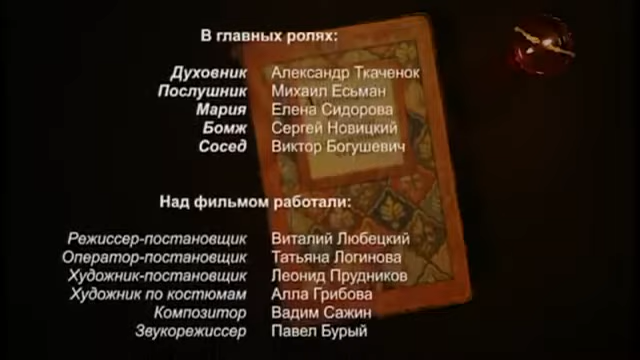 В главных ролях:
Духовник Александр Ткаченок
Послушник Михаил Есьман
Мария Елена Сидорова
Бомж Сергей Новицкий
Сосед Виктор Богушевич
Над фильмом работали:
Режиссер-постановщик Виталий Любецкий
Оператор-постановщик Татьяна Логинова
Художник-постановщик Леонид Прудников
Художник по костюмам Алла Грибова
Композитор Вадим Сажин
Звукорежиссер Павел Бурый